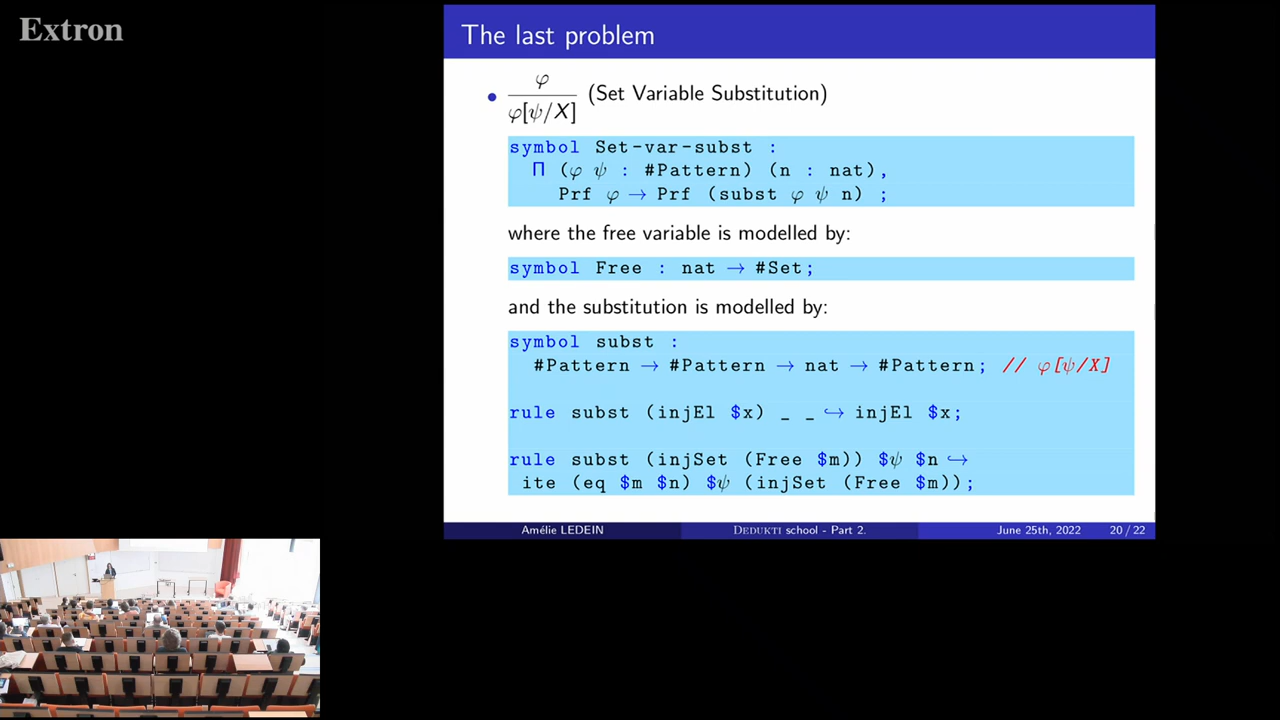 Extron
The last problem
• φ
φ[ψ/X] (Set Variable Substitution)
symbol Set-var-subst :
Π (φ ψ : #Pattern) (n : nat),
Prf φ → Prf (subst φ ψ n) ;
where the free variable is modelled by:
symbol Free : nat → #Set;
and the substitution is modelled by:
symbol subst :
#Pattern → #Pattern → nat → #Pattern; // φ[ψ/X]
rule subst (injEl $x) _ _ ↪ injEl $x;
rule subst (injSet (Free $m)) $ψ $n ↪
ite (eq $m $n) $ψ (injSet (Free $m));
Amélie LEDEIN DEDUKTI school - Part 2. June 25th, 2022 20 / 22